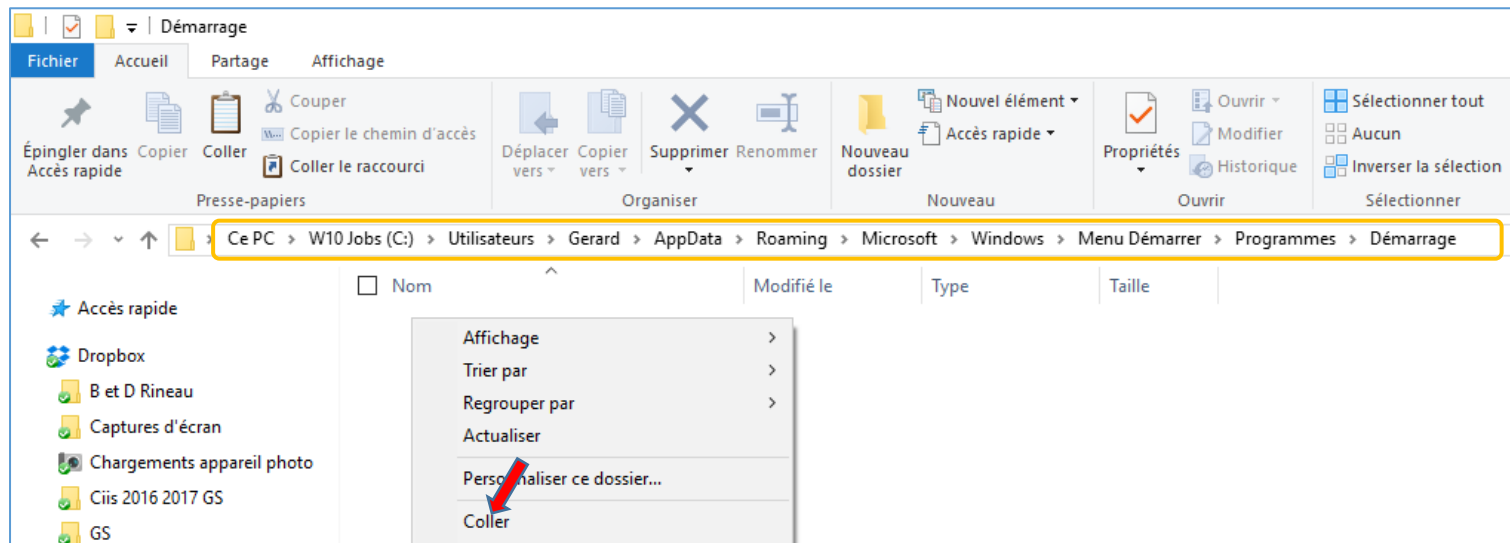 Démarrage
Fichier Accueil Partage Affichage
Épingler dans Accès rapide
Copier
Coller
Couper
Copier le chemin d'accès
Coller le raccourci
Presse-papiers
Déplacer vers
Copier vers
Supprimer
Renommer
Organiser
Nouveau dossier
Nouvel élément
Accès rapide
Nouveau
Propriétés
Ouvrir
Modifier
Historique
Ouvrir
Sélectionner tout
Aucun
Inverser la sélection
Sélectionner
Ce PC > W10 Jobs (C:) > Utilisateurs > Gerard > AppData > Roaming > Microsoft > Windows > Menu Démarrer > Programmes > Démarrage
Nom Modifié le Type Taille
Accès rapide
Dropbox
B et D Rineau
Captures d'écran
Chargements appareil photo
Ciis 2016 2017 GS
GS
Affichage >
Trier par >
Regrouper par >
Actualiser
Personnaliser ce dossier...
Coller